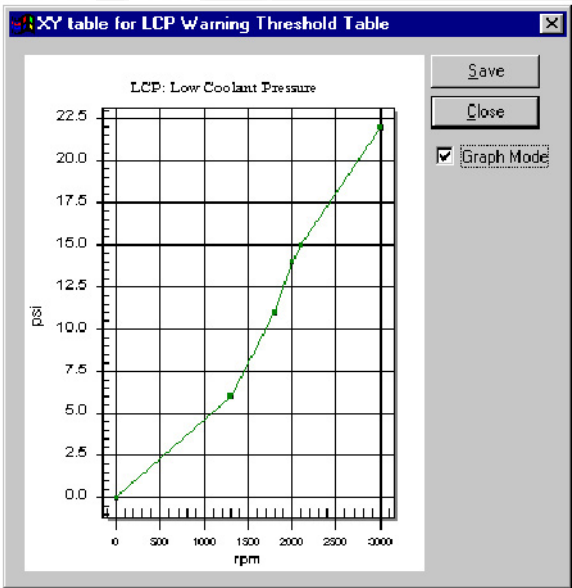 XY table for LCP Warning Threshold Table
Save
Close
Graph Mode
LCP: Low Coolant Pressure
22.5
20.0
17.5
15.0
12.5
10.0
7.5
5.0
2.5
0.0
psi
0 500 1000 1500 2000 2500 3000
rpm